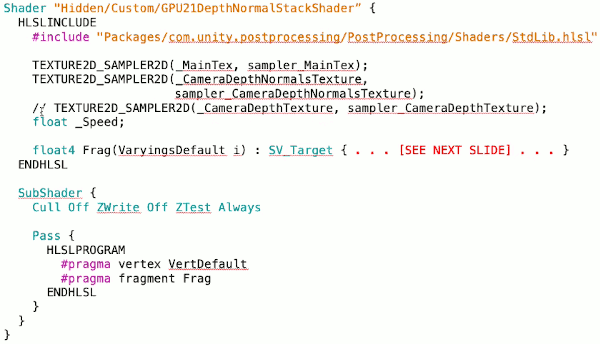 Shader "Hidden/Custom/GPU21DepthNormalStackShader" {
HLSLINCLUDE
#include "Packages/com.unity.postprocessing/PostProcessing/Shaders/StdLib.hlsl"
TEXTURE2D_SAMPLER2D(_MainTex, sampler_MainTex);
TEXTURE2D_SAMPLER2D(_CameraDepthNormalsTexture,
sampler_CameraDepthNormalsTexture);
// TEXTURE2D_SAMPLER2D(_CameraDepthTexture, sampler_CameraDepthTexture);
float _Speed;
float4 Frag(VaryingsDefault i) : SV_Target { . . . [SEE NEXT SLIDE] . . . }
ENDHLSL
SubShader {
Cull Off ZWrite Off ZTest Always
Pass {
HLSLPROGRAM
#pragma vertex VertDefault
#pragma fragment Frag
ENDHLSL
}
}
}